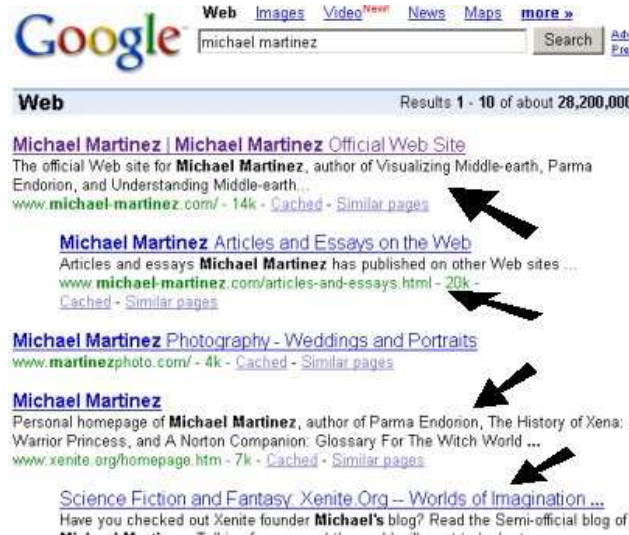 Web Images Video New! News Maps more »
Google
michael martinez Search
Web Results 1 - 10 of about 28,200,000
Michael Martinez | Michael Martinez Official Web Site
The official Web site for Michael Martinez, author of Visualizing Middle-earth, Parma
Endorion, and Understanding Middle-earth...
www.michael-martinez.com/ - 14k - Cached - Similar pages
Michael Martinez Articles and Essays on the Web
Articles and essays Michael Martinez has published on other Web sites ...
www.michael-martinez.com/articles-and-essays.html - 20k -
Cached - Similar pages
Michael Martinez Photography - Weddings and Portraits
www.martinezphoto.com/ - 4k - Cached - Similar pages
Michael Martinez
Personal homepage of Michael Martinez, author of Parma Endorion, The History of Xena:
Warrior Princess, and A Norton Companion: Glossary For The Witch World ...
www.xenite.org/homepage.htm - 7k - Cached - Similar pages
Science Fiction and Fantasy: Xenite.Org -- Worlds of Imagination ...
Have you checked out Xenite founder Michael's blog? Read the Semi-official blog of